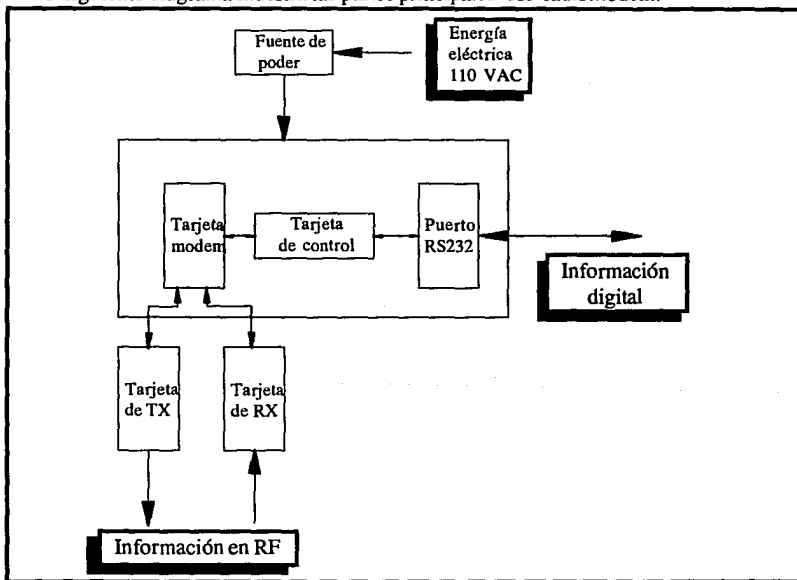 Fuente de
poder
Energía
eléctrica
110 VAC
Tarjeta
modem
Tarjeta
de control
Puerto
RS232
Información
digital
Tarjeta
de TX
Tarjeta
de RX
Información en RF